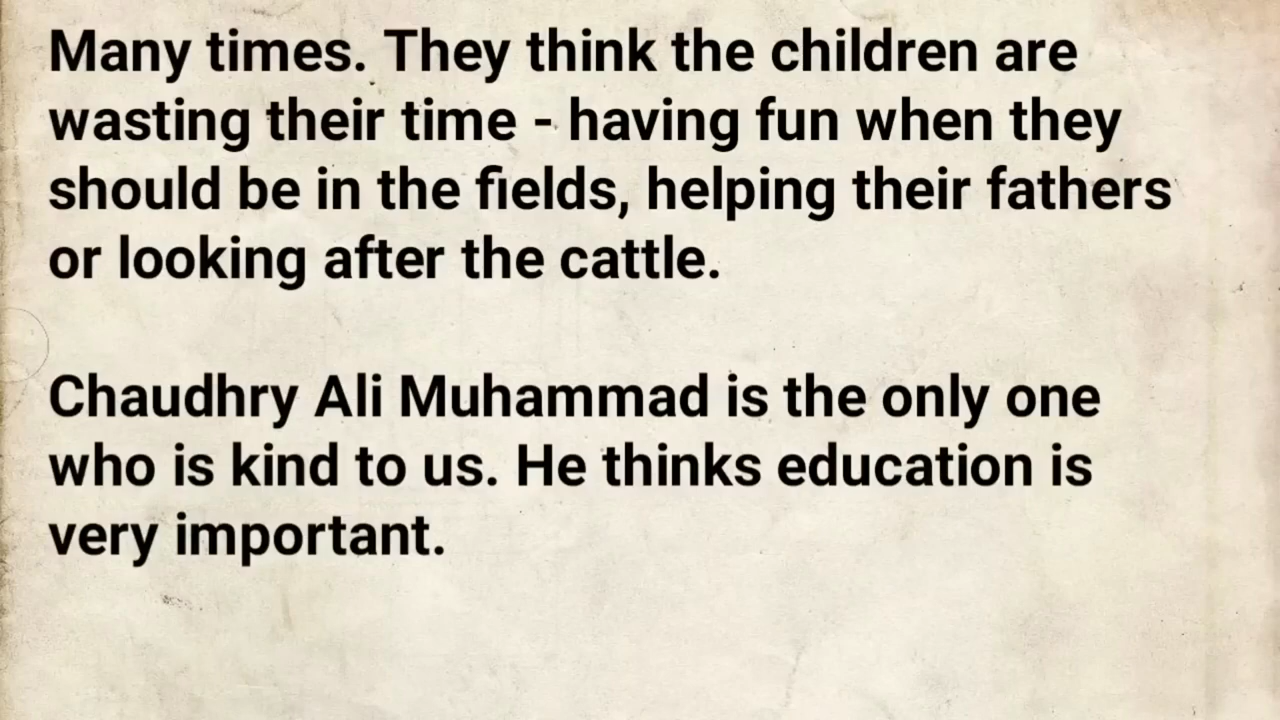 Many times. They think the children are
wasting their time - having fun when they
should be in the fields, helping their fathers
or looking after the cattle.
Chaudhry Ali Muhammad is the only one
who is kind to us. He thinks education is
very important.